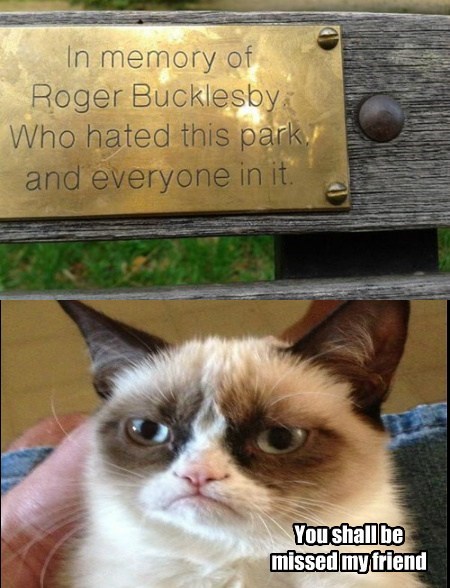 In memory of
Roger Bucklesby.
Who hated this park,
and everyone in it.
You shall be
missed my friend